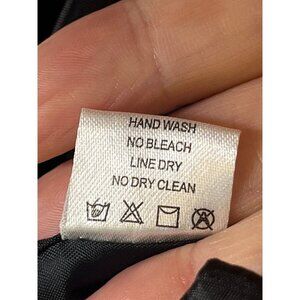 HAND WASH
NO BLEACH
LINE DRY
NO DRY CLEAN